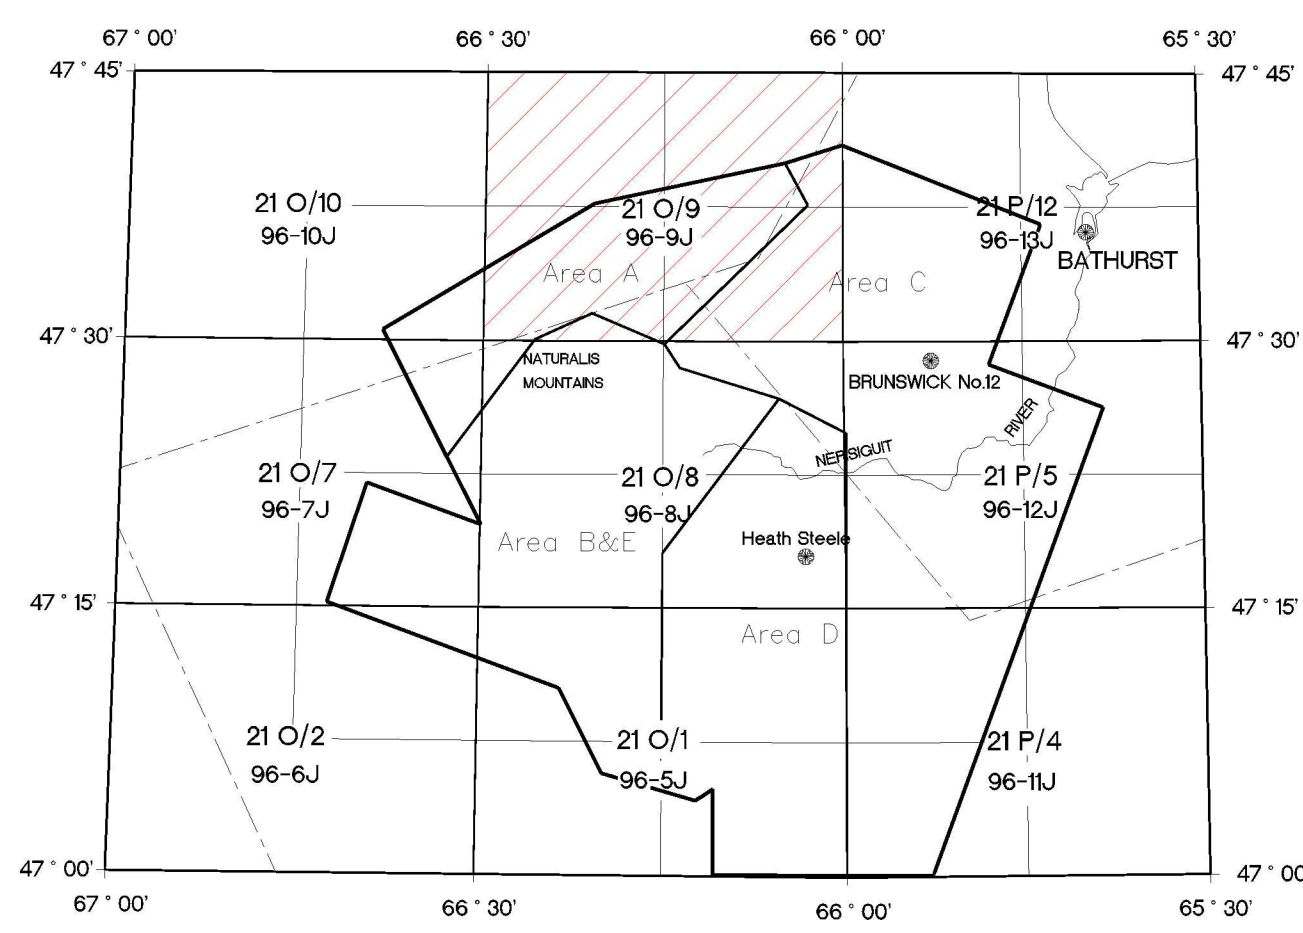 67 ° 00' 66 ° 30' 66 ° 00' 65 ° 30'
47 ° 45' 47 ° 45'
21 O/10 21 O/9 21 P/12
96-10J 96-9J 96-13J
BATHURST
Area A Area C
47 ° 30' 47 ° 30'
NATURALIS
MOUNTAINS
BRUNSWICK No.12
RIVER
NEPISIGUIT
21 O/7 21 O/8 21 P/5
96-7J 96-8J 96-12J
Area B&E Heath Steele
47 ° 15' 47 ° 15'
Area D
21 O/2 21 O/1 21 P/4
96-6J 96-5J 96-11J
47 ° 00' 47 ° 00
67 ° 00' 66 ° 30' 66 ° 00' 65 ° 30'